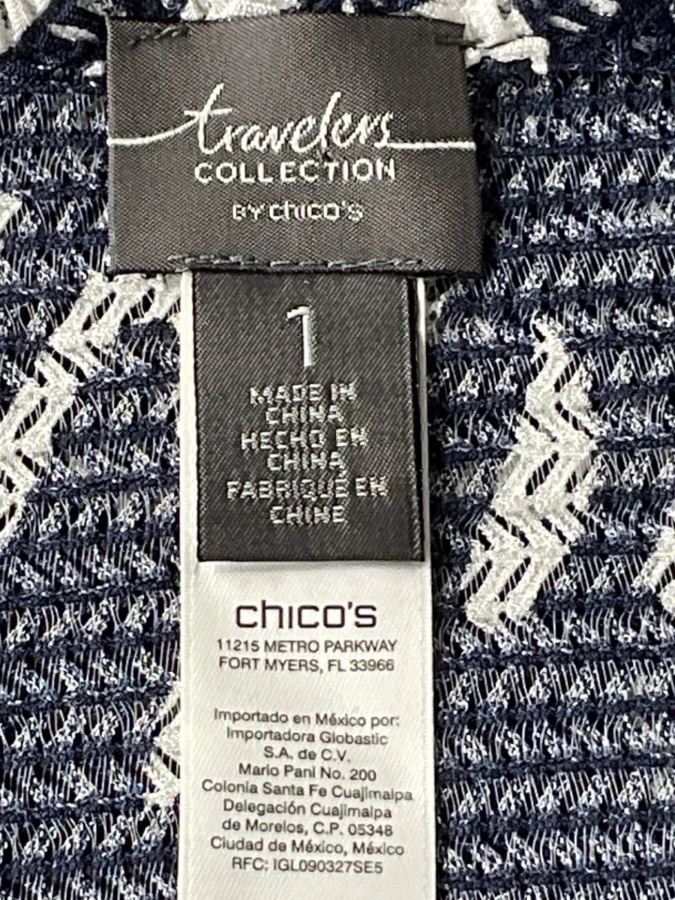 travelers
COLLECTION
BY chico's
1
MADE IN
CHINA
HECHO EN
CHINA
FABRIQUÉ EN
CHINE
chico's
11215 METRO PARKWAY
FORT MYERS, FL 33966
Importado en México por:
Importadora Globastic
S.A. de C.V.
Mario Pani No. 200
Colonia Santa Fe Cuajimalpa
Delegación Cuajimalpa
de Morelos, C.P. 05348
Ciudad de México, México
RFC: IGL090327SE5